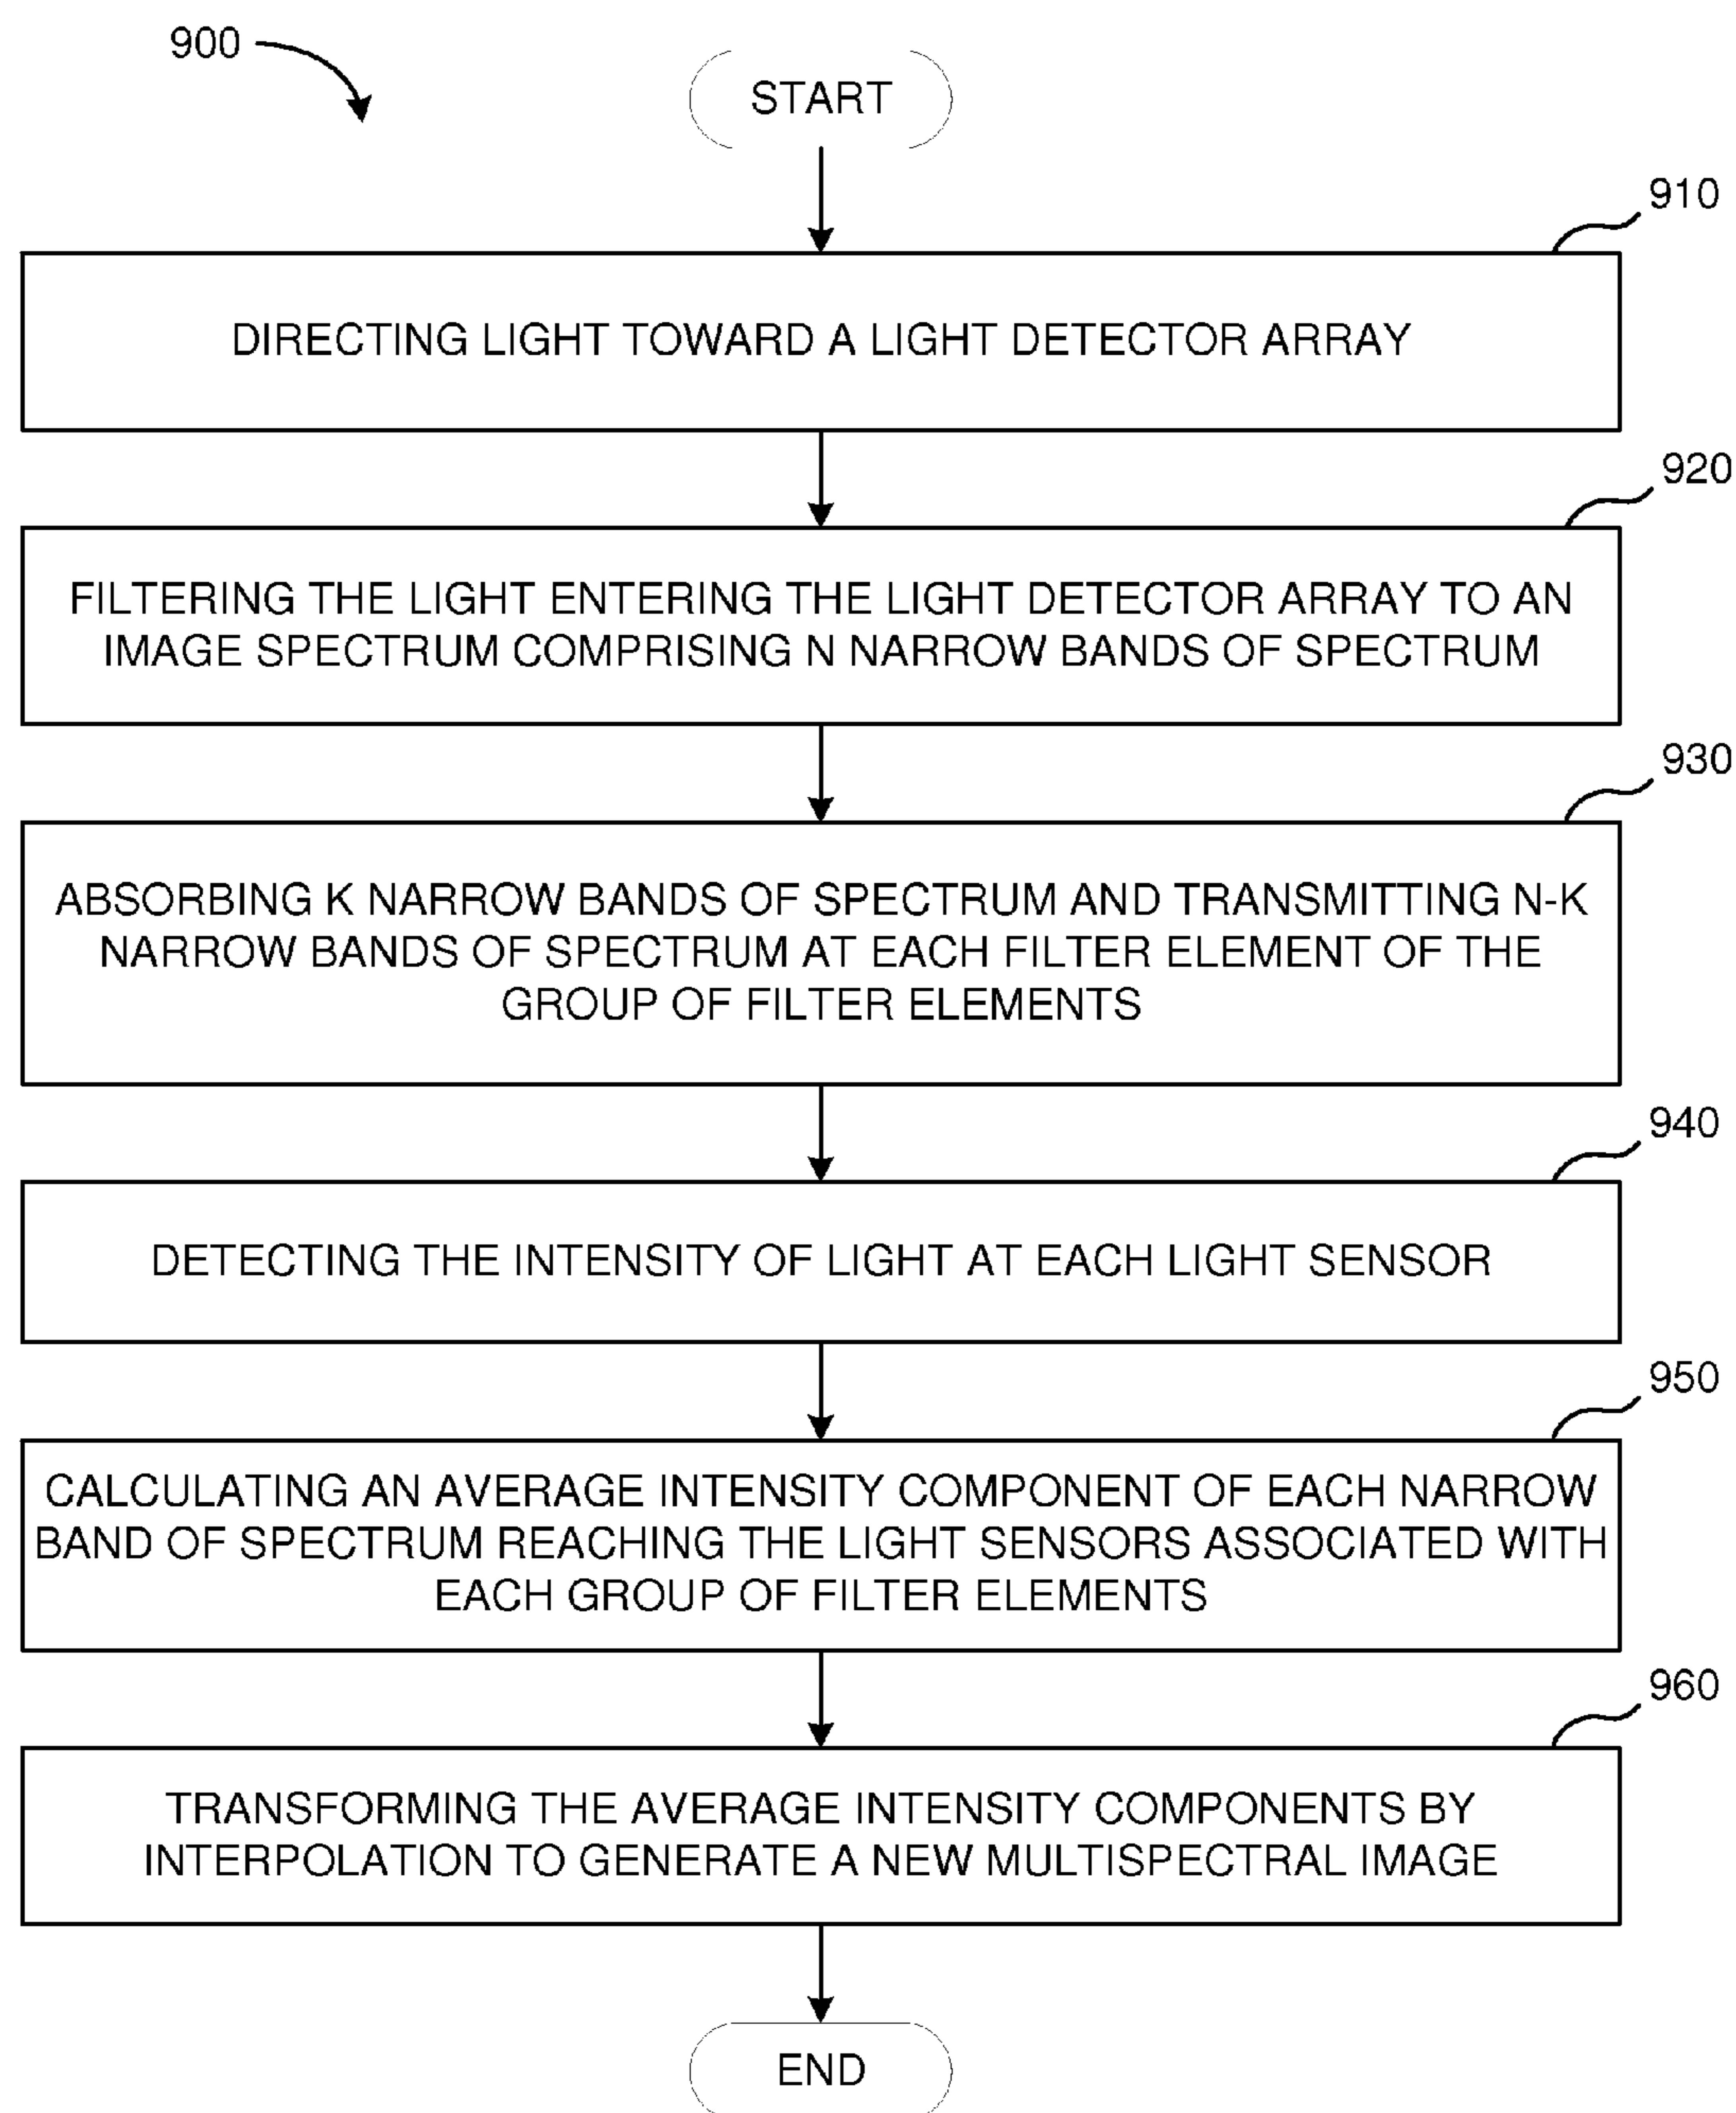 900
START
910
DIRECTING LIGHT TOWARD A LIGHT DETECTOR ARRAY
920
FILTERING THE LIGHT ENTERING THE LIGHT DETECTOR ARRAY TO AN
IMAGE SPECTRUM COMPRISING N NARROW BANDS OF SPECTRUM
930
ABSORBING K NARROW BANDS OF SPECTRUM AND TRANSMITTING N-K
NARROW BANDS OF SPECTRUM AT EACH FILTER ELEMENT OF THE
GROUP OF FILTER ELEMENTS
940
DETECTING THE INTENSITY OF LIGHT AT EACH LIGHT SENSOR
950
CALCULATING AN AVERAGE INTENSITY COMPONENT OF EACH NARROW
BAND OF SPECTRUM REACHING THE LIGHT SENSORS ASSOCIATED WITH
EACH GROUP OF FILTER ELEMENTS
960
TRANSFORMING THE AVERAGE INTENSITY COMPONENTS BY
INTERPOLATION TO GENERATE A NEW MULTISPECTRAL IMAGE
END